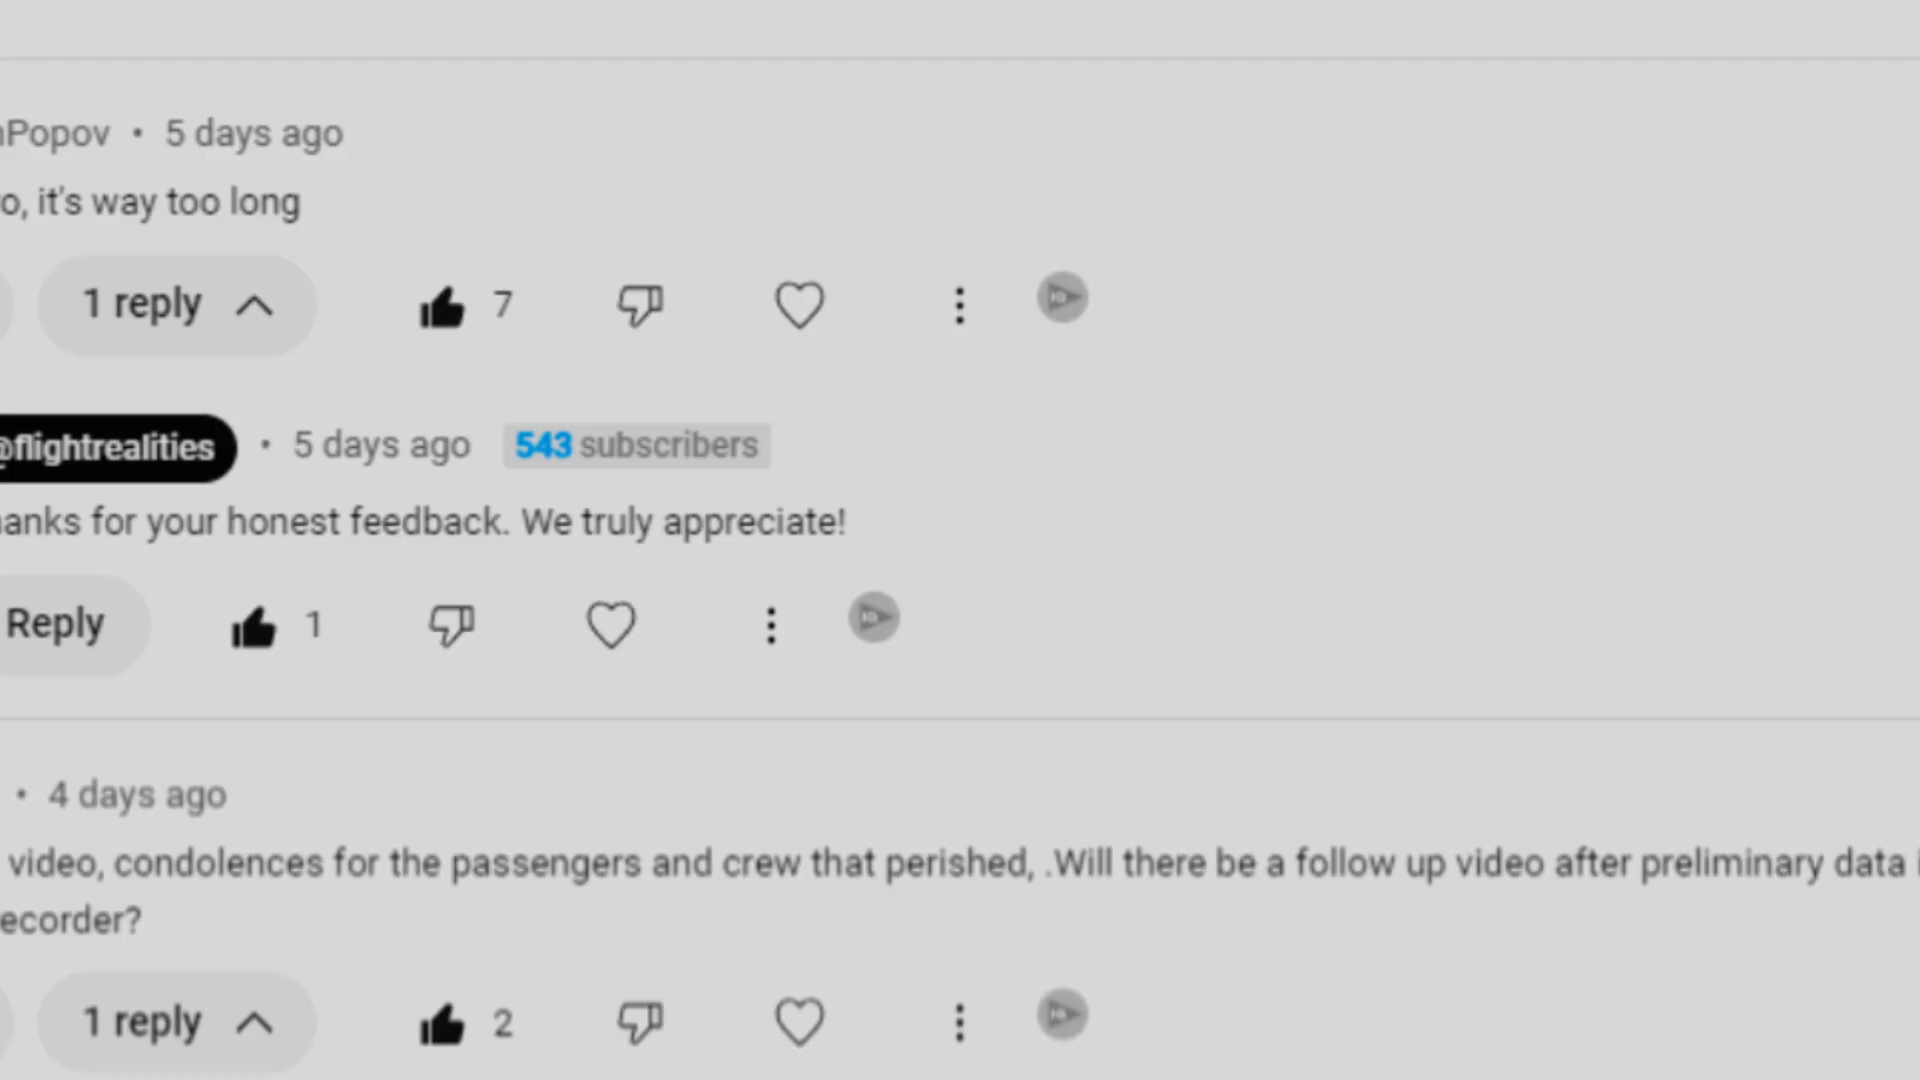 nPopov • 5 days ago
o, it's way too long
1 reply
7
@flightrealities • 5 days ago 543 subscribers
hanks for your honest feedback. We truly appreciate!
Reply
1
• 4 days ago
video, condolences for the passengers and crew that perished, .Will there be a follow up video after preliminary data
ecorder?
1 reply
2